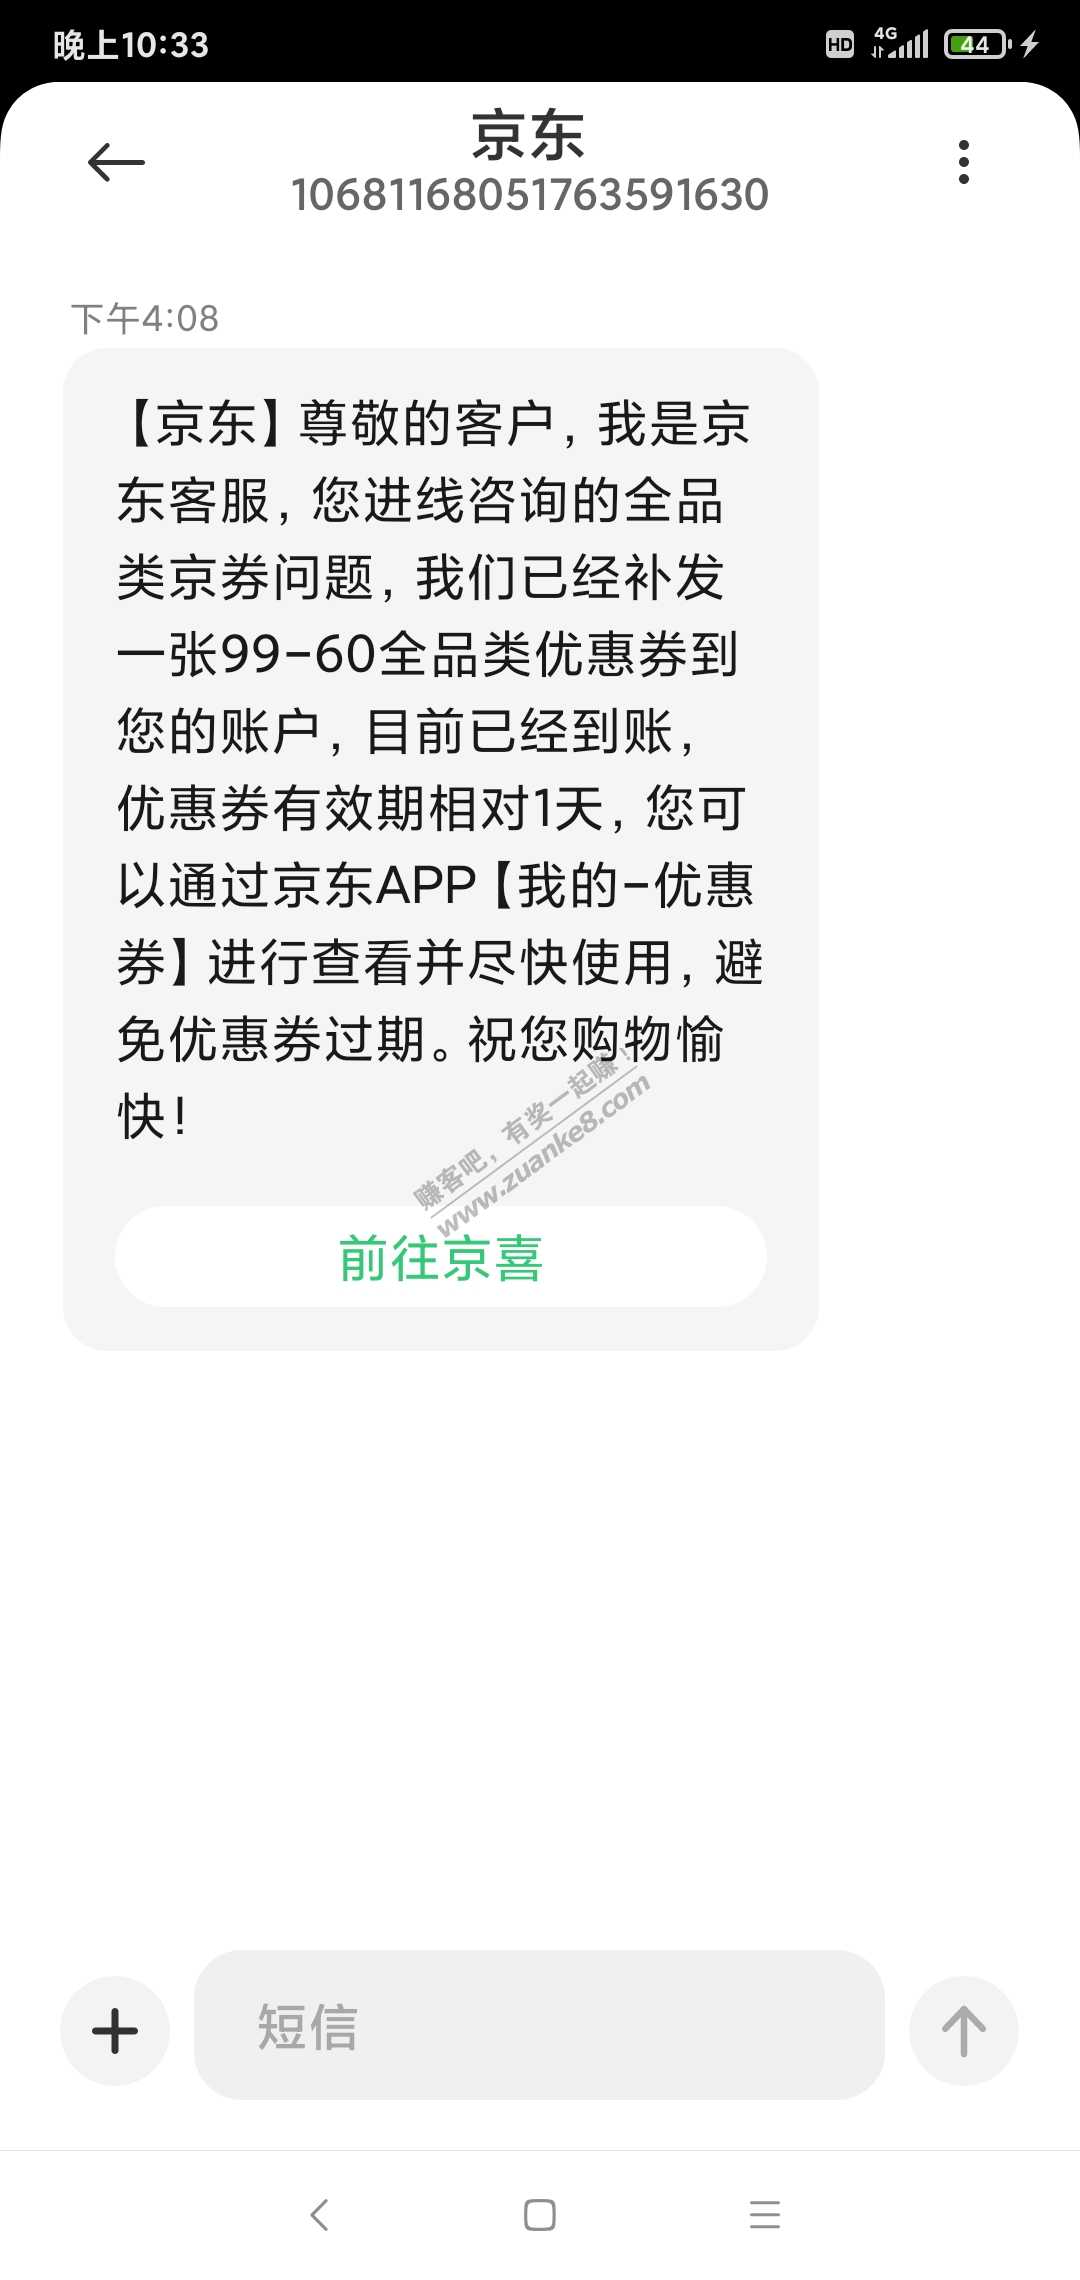 晚上10:33
HD 4G 44
京东
10681168051763591630
下午4:08
【京东】尊敬的客户，我是京
东客服，您进线咨询的全品
类京券问题，我们已经补发
一张99-60全品类优惠券到
您的账户，目前已经到账，
优惠券有效期相对1天，您可
以通过京东APP【我的-优惠
券】进行查看并尽快使用，避
免优惠券过期。祝您购物愉
快！
赚客吧，有奖一起赚！
www.zuanke8.com
前往京喜
短信